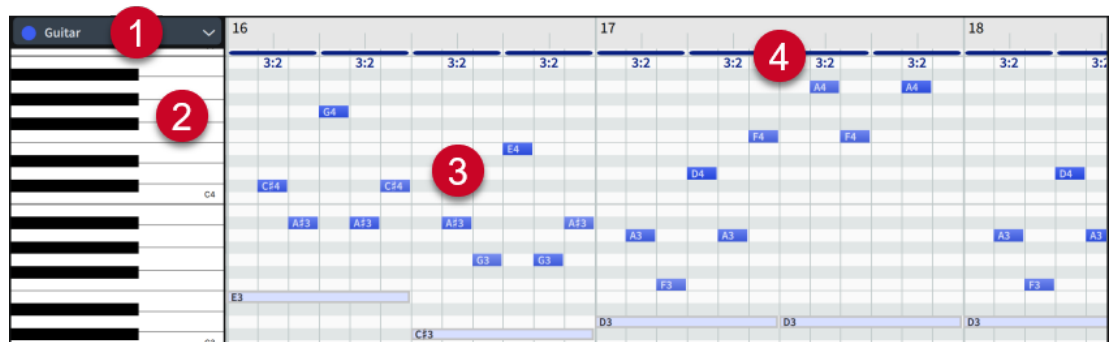 Guitar 1 16 17 18
3:2 3:2 3:2 3:2 3:2 3:2 4 3:2 3:2 3:2 3:2
A4 A4
2 G4
F4 F4
E4
3 D4 D4
C4 C#4 C#4
A#3 A#3 A#3 A#3
A3 A3 A3 A3
G3 G3
F3 F3
E3
D3 D3 D3
C#3